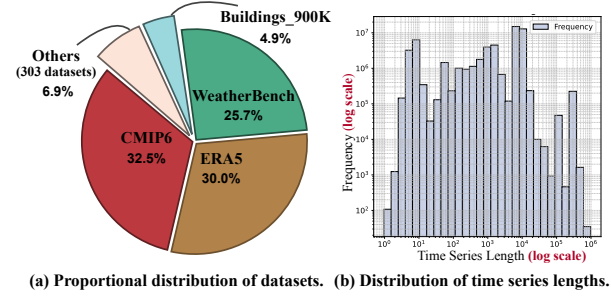 Buildings_900K
4.9%
Others
(303 datasets)
6.9%
WeatherBench
25.7%
CMIP6
32.5%
ERA5
30.0%
(a) Proportional distribution of datasets.
Frequency
Frequency (log scale)
10⁷
10⁶
10⁵
10⁴
10³
10²
10⁰ 10¹ 10² 10³ 10⁴ 10⁵ 10⁶
Time Series Length (log scale)
(b) Distribution of time series lengths.